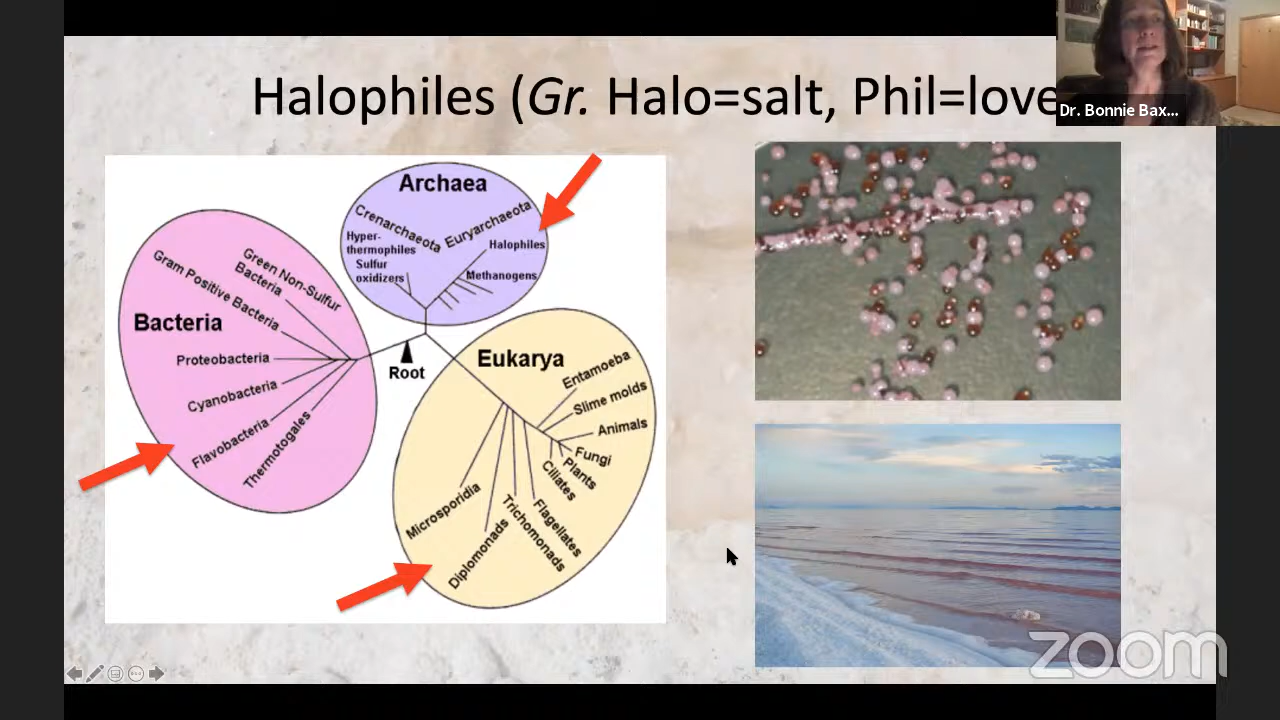 Halophiles (Gr. Halo=salt, Phil=love
Dr. Bonnie Bax...
Archaea
Crenarchaeota
Euryarchaeota
Hyper-
thermophiles
Sulfur
oxidizers
Halophiles
Methanogens
Green Non-Sulfur
Bacteria
Gram Positive Bacteria
Bacteria
Proteobacteria
Cyanobacteria
Flavobacteria
Thermotogales
Root
Eukarya
Entamoeba
Slime molds
Animals
Fungi
Plants
Ciliates
Flagellates
Trichomonads
Microsporidia
Diplomonads
zoom